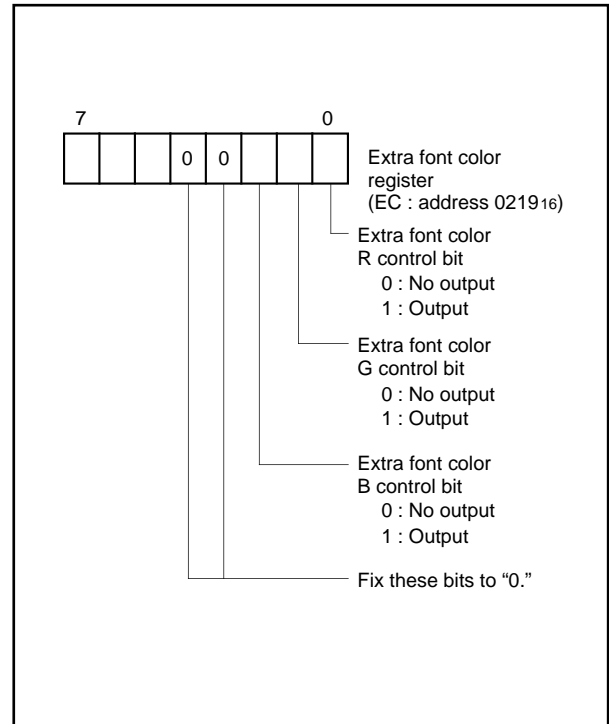 7 0
0 0
Extra font color
register
(EC : address 0219₁₆)
Extra font color
R control bit
0 : No output
1 : Output
Extra font color
G control bit
0 : No output
1 : Output
Extra font color
B control bit
0 : No output
1 : Output
Fix these bits to “0.”